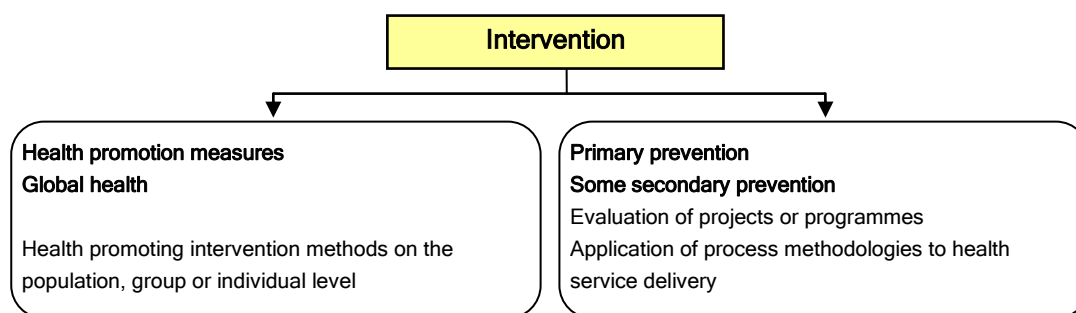 Intervention
Health promotion measures
Global health
Health promoting intervention methods on the
population, group or individual level
Primary prevention
Some secondary prevention
Evaluation of projects or programmes
Application of process methodologies to health
service delivery